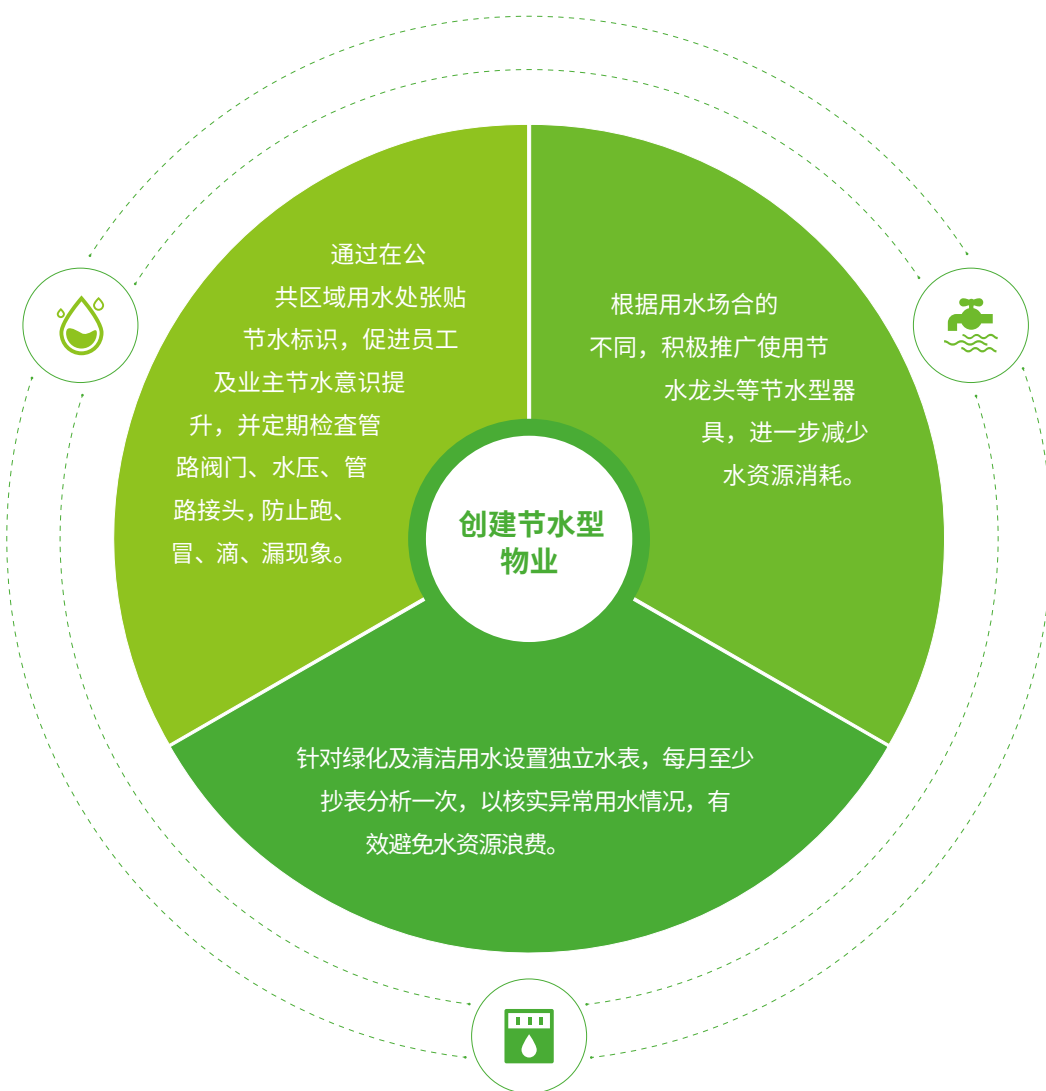 通过在公
共区域用水处张贴
节水标识，促进员工
及业主节水意识提
升，并定期检查管
路阀门、水压、管
路接头，防止跑、
冒、滴、漏现象。
根据用水场合的
不同，积极推广使用节
水龙头等节水型器
具，进一步减少
水资源消耗。
创建节水型
物业
针对绿化及清洁用水设置独立水表，每月至少
抄表分析一次，以核实异常用水情况，有
效避免水资源浪费。